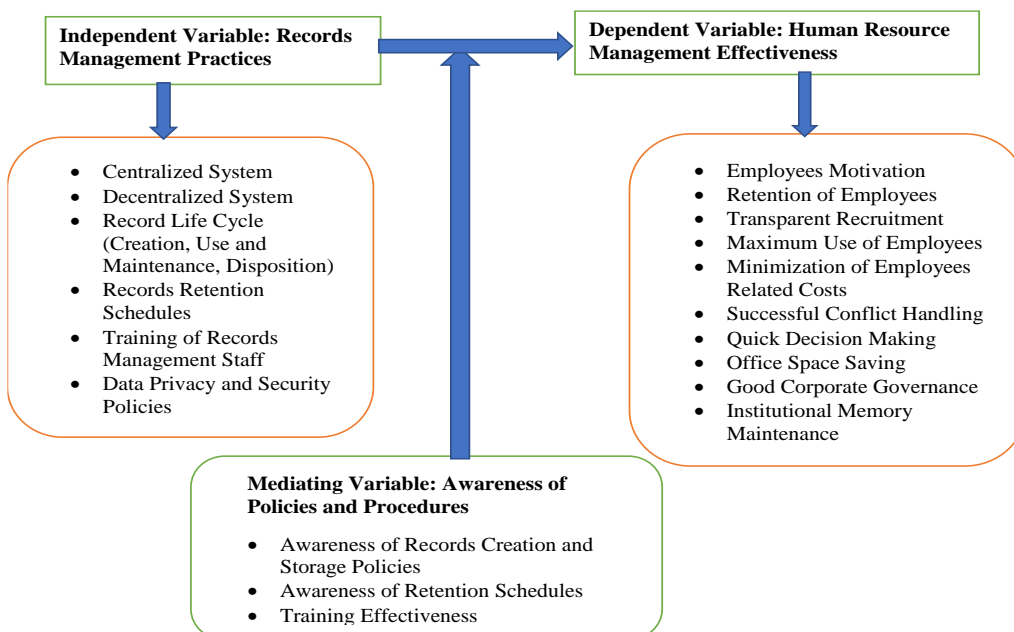 Independent Variable: Records
Management Practices
Dependent Variable: Human Resource
Management Effectiveness
• Centralized System
• Decentralized System
• Record Life Cycle
(Creation, Use and
Maintenance, Disposition)
• Records Retention
Schedules
• Training of Records
Management Staff
• Data Privacy and Security
Policies
• Employees Motivation
• Retention of Employees
• Transparent Recruitment
• Maximum Use of Employees
• Minimization of Employees
Related Costs
• Successful Conflict Handling
• Quick Decision Making
• Office Space Saving
• Good Corporate Governance
• Institutional Memory
Maintenance
Mediating Variable: Awareness of
Policies and Procedures
• Awareness of Records Creation and
Storage Policies
• Awareness of Retention Schedules
• Training Effectiveness